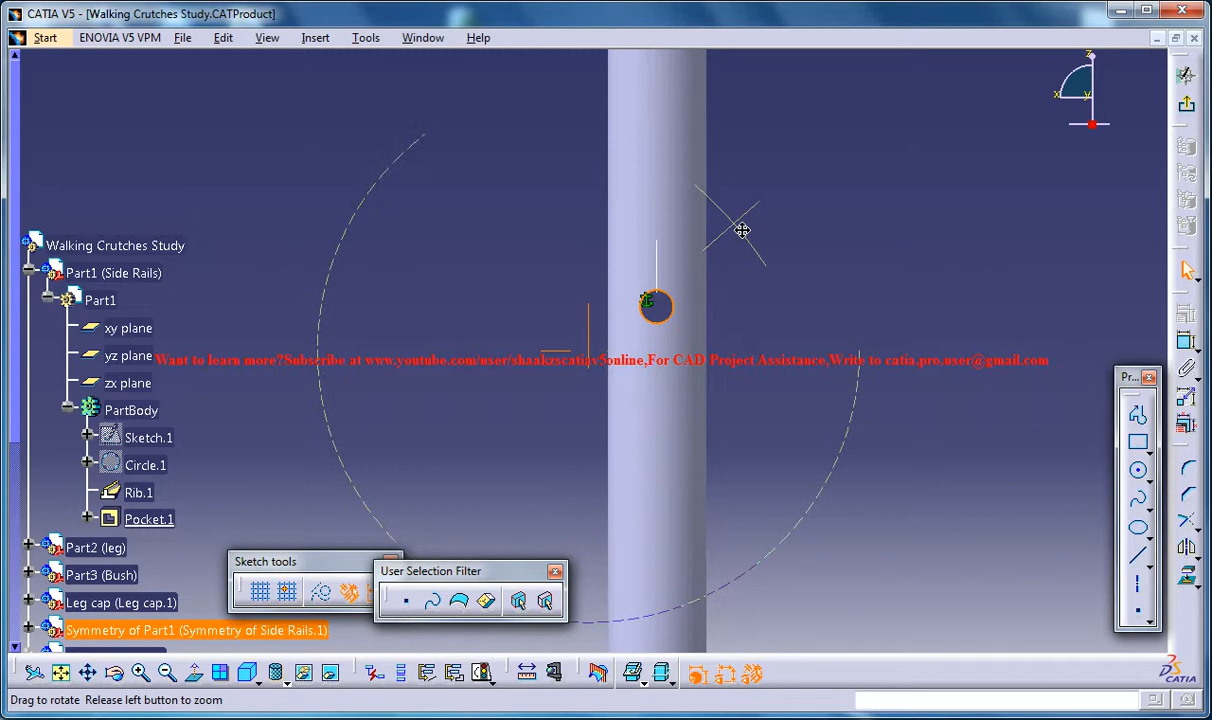 CATIA V5 - [Walking Crutches Study.CATProduct]
Start ENOVIA V5 VPM File Edit View Insert Tools Window Help
z
x y
Walking Crutches Study
Part1 (Side Rails)
Part1
xy plane
yz plane
Want to learn more?Subscribe at www.youtube.com/user/shaakzscatiav5online,For CAD Project Assistance,Write to catia.pro.user@gmail.com
zx plane
Pr...
PartBody
Sketch.1
Circle.1
Rib.1
Pocket.1
Part2 (leg)
Sketch tools
User Selection Filter
Part3 (Bush)
Leg cap (Leg cap.1)
Symmetry of Part1 (Symmetry of Side Rails.1)
CATIA
Drag to rotate Release left button to zoom